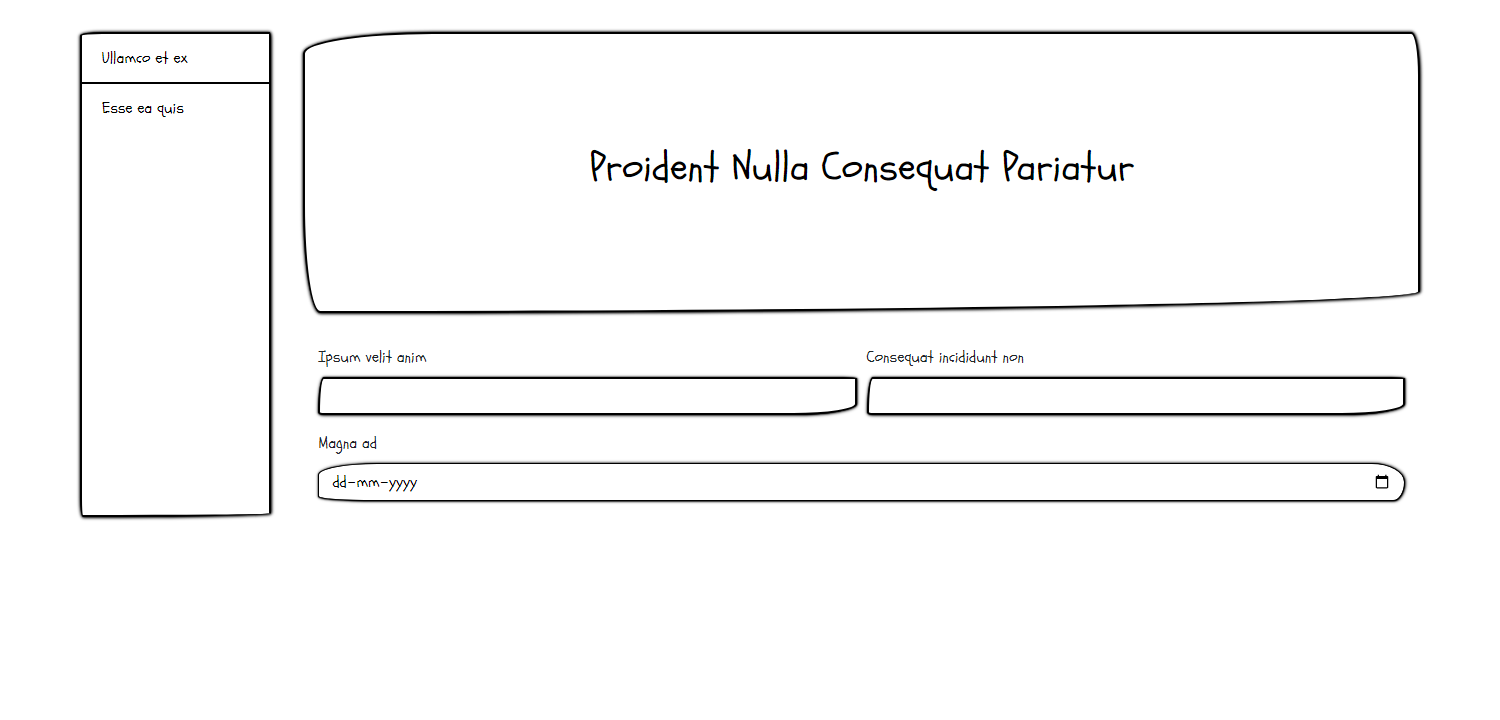 Ullamco et ex
Esse ea quis
Proident Nulla Consequat Pariatur
Ipsum velit anim
Consequat incididunt non
Magna ad
dd-mm-yyyy